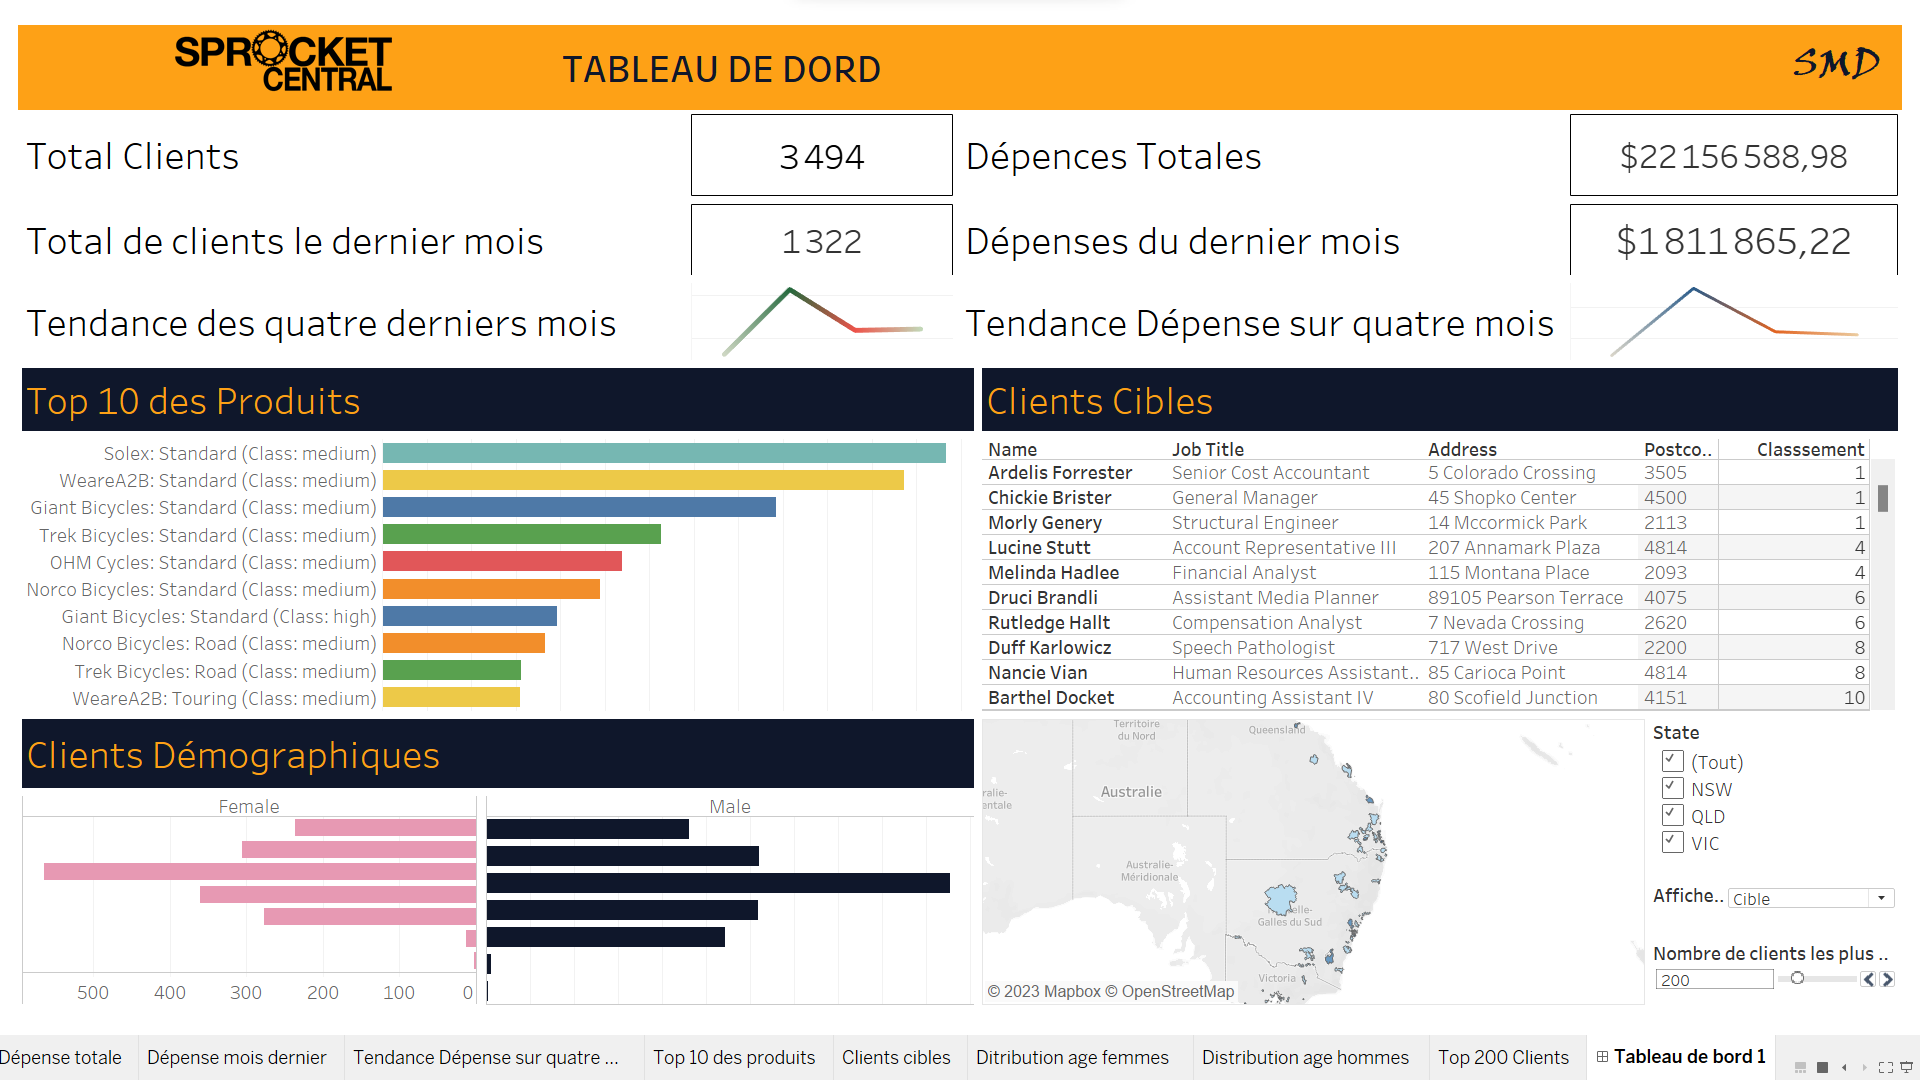 SPROCKET
CENTRAL
TABLEAU DE DORD
SMD
Total Clients
3 494
Dépences Totales
$22 156 588,98
Total de clients le dernier mois
1 322
Dépenses du dernier mois
$1 811 865,22
Tendance des quatre derniers mois
Tendance Dépense sur quatre mois
Top 10 des Produits
Solex: Standard (Class: medium)
WeareA2B: Standard (Class: medium)
Giant Bicycles: Standard (Class: medium)
Trek Bicycles: Standard (Class: medium)
OHM Cycles: Standard (Class: medium)
Norco Bicycles: Standard (Class: medium)
Giant Bicycles: Standard (Class: high)
Norco Bicycles: Road (Class: medium)
Trek Bicycles: Road (Class: medium)
WeareA2B: Touring (Class: medium)
Clients Cibles
Name Job Title Address Postco.. Classsement
Ardelis Forrester Senior Cost Accountant 5 Colorado Crossing 3505 1
Chickie Brister General Manager 45 Shopko Center 4500 1
Morly Genery Structural Engineer 14 Mccormick Park 2113 1
Lucine Stutt Account Representative III 207 Annamark Plaza 4814 4
Melinda Hadlee Financial Analyst 115 Montana Place 2093 4
Druci Brandli Assistant Media Planner 89105 Pearson Terrace 4075 6
Rutledge Hallt Compensation Analyst 7 Nevada Crossing 2620 6
Duff Karlowicz Speech Pathologist 717 West Drive 2200 8
Nancie Vian Human Resources Assistant.. 85 Carioca Point 4814 8
Barthel Docket Accounting Assistant IV 80 Scofield Junction 4151 10
Clients Démographiques
Female Male
500 400 300 200 100 0
Territoire
du Nord
Queensland
ralie-
entale
Australie
Australie-
Méridionale
elle-
Galles du Sud
Victoria
© 2023 Mapbox © OpenStreetMap
State
(Tout)
NSW
QLD
VIC
Affiche.. Cible
Nombre de clients les plus ..
200
Dépense totale
Dépense mois dernier
Tendance Dépense sur quatre ...
Top 10 des produits
Clients cibles
Ditribution age femmes
Distribution age hommes
Top 200 Clients
Tableau de bord 1